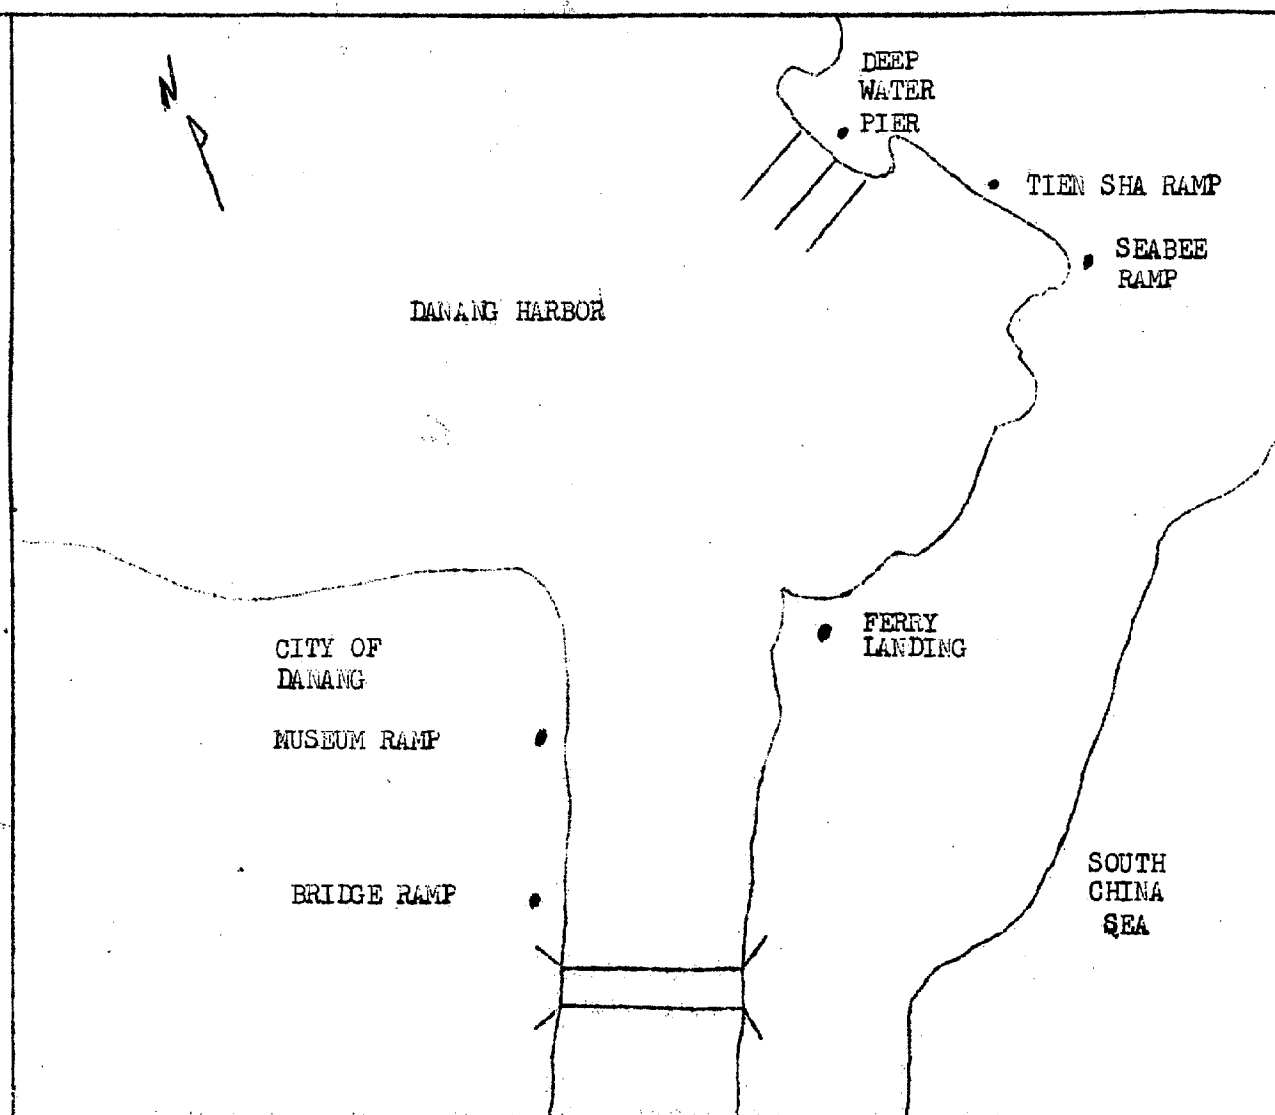 N
DEEP
WATER
PIER
TIEN SHA RAMP
SEABEE
RAMP
DANANG HARBOR
FERRY
LANDING
CITY OF
DANANG
MUSEUM RAMP
BRIDGE RAMP
SOUTH
CHINA
SEA